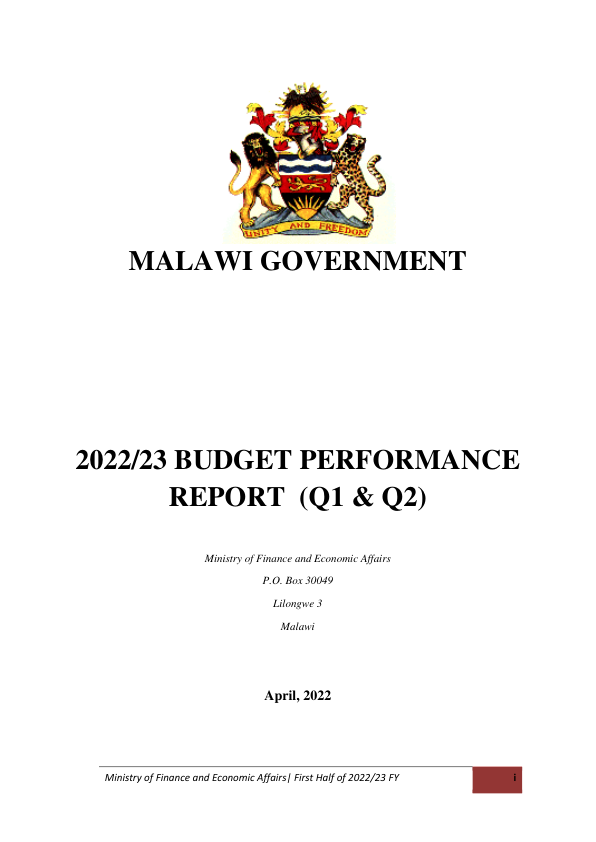 UNITY AND FREEDOM
MALAWI GOVERNMENT
2022/23 BUDGET PERFORMANCE
REPORT (Q1 & Q2)
Ministry of Finance and Economic Affairs
P.O. Box 30049
Lilongwe 3
Malawi
April, 2022
Ministry of Finance and Economic Affairs| First Half of 2022/23 FY i